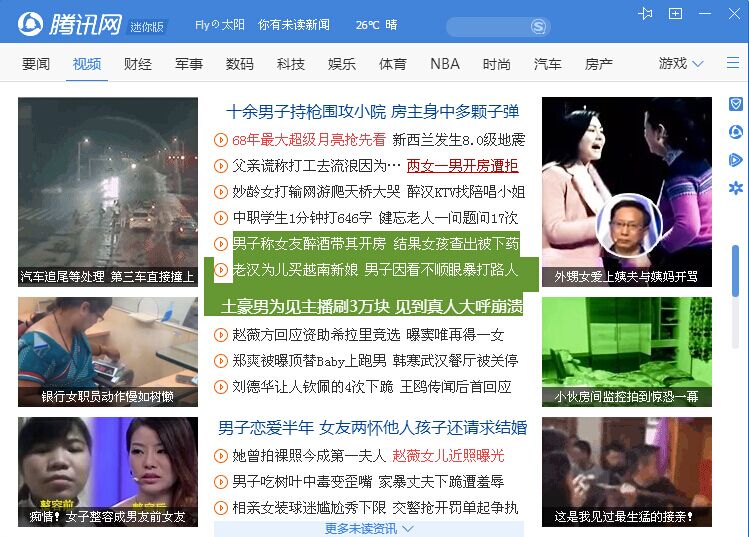 腾讯网 迷你版 Flyの太阳 你有未读新闻 26℃ 晴
要闻 视频 财经 军事 数码 科技 娱乐 体育 NBA 时尚 汽车 房产 游戏
十余男子持枪围攻小院 房主身中多颗子弹
68年最大超级月亮抢先看 新西兰发生8.0级地震
父亲谎称打工去流浪因为… 两女一男开房遭拒
妙龄女打输网游爬天桥大哭 醉汉KTV找陪唱小姐
中职学生1分钟打646字 健忘老人一问题问17次
男子称女友醉酒带其开房 结果女孩查出被下药
老汉为儿买越南新娘 男子因看不顺眼暴打路人
汽车追尾等处理 第三车直接撞上
外甥女爱上姨夫与姨妈开骂
土豪男为见主播刷3万块 见到真人大呼崩溃
赵薇方回应资助希拉里竞选 曝窦唯再得一女
郑爽被曝顶替Baby上跑男 韩寒武汉餐厅被关停
刘德华让人钦佩的4次下跪 王鸥传闻后首回应
银行女职员动作慢如树懒
小伙房间监控拍到惊恐一幕
男子恋爱半年 女友两怀他人孩子还请求结婚
她曾拍裸照今成第一夫人 赵薇女儿近照曝光
男子吃树叶中毒变歪嘴 家暴丈夫下跪遭羞辱
相亲女装球迷尴尬秀下限 交警抢开罚单起争执
整容前 整容后
痴情！女子整容成男友前女友
这是我见过最生猛的接亲！
更多未读资讯